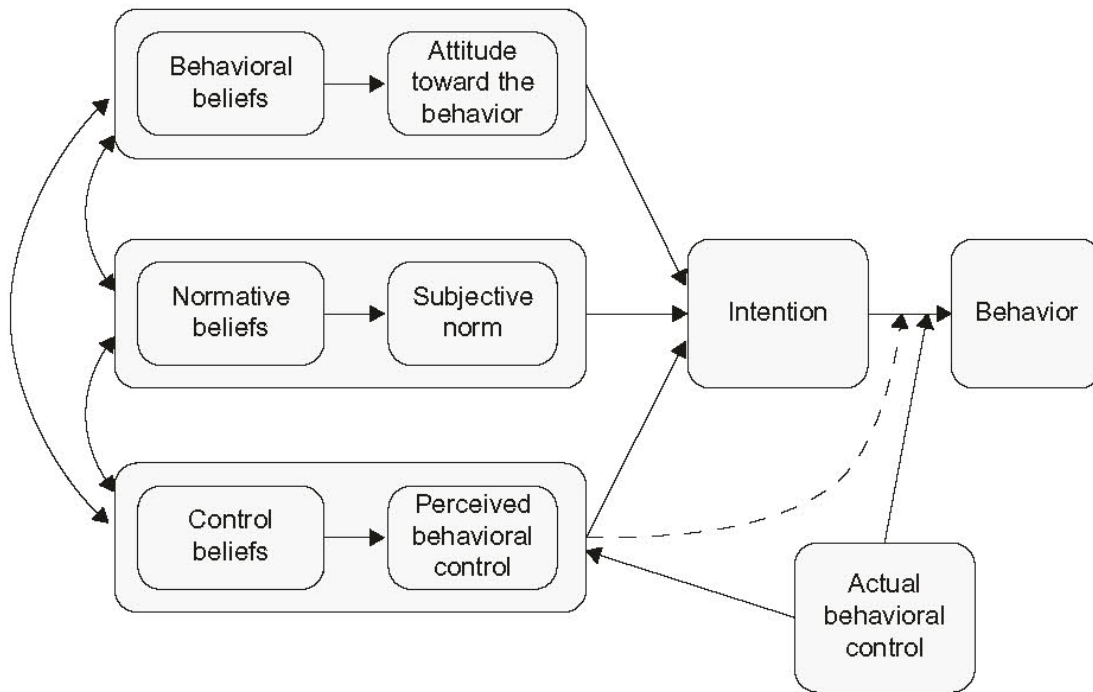 Behavioral
beliefs
Attitude
toward the
behavior
Normative
beliefs
Subjective
norm
Intention
Behavior
Control
beliefs
Perceived
behavioral
control
Actual
behavioral
control